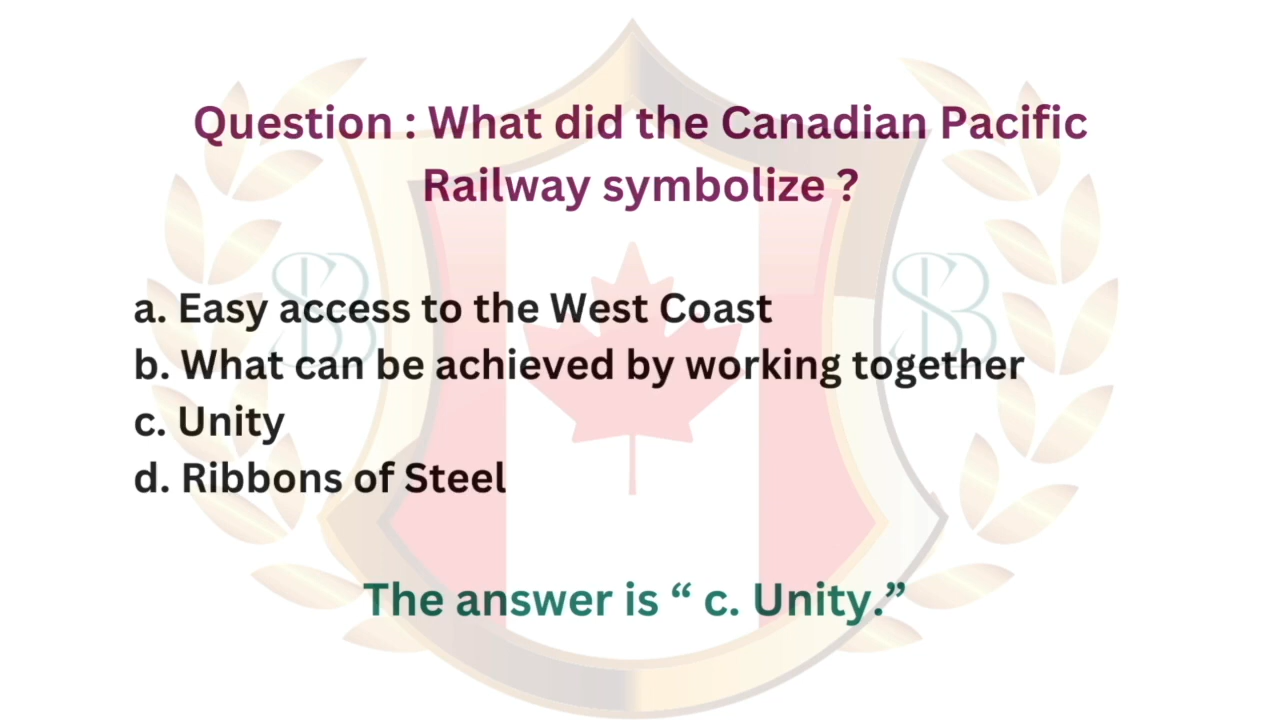 Question : What did the Canadian Pacific
Railway symbolize ?
a. Easy access to the West Coast
b. What can be achieved by working together
c. Unity
d. Ribbons of Steel
The answer is “ c. Unity.”